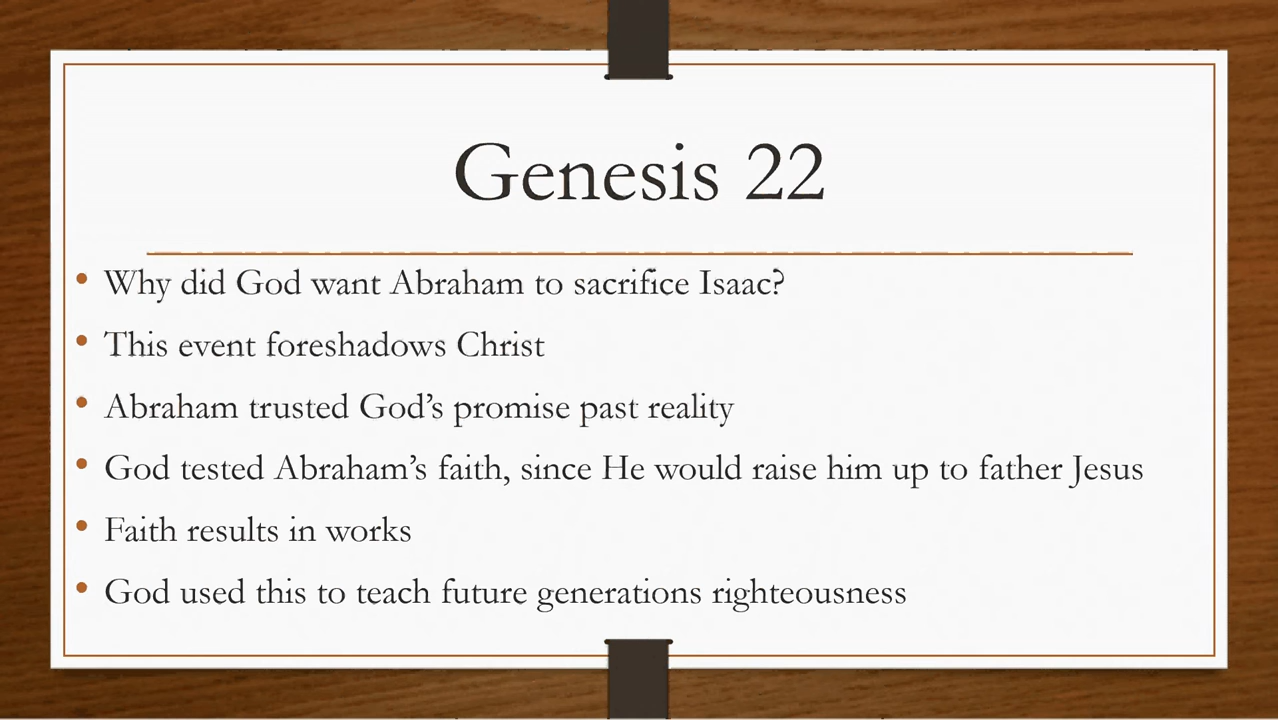 Genesis 22
• Why did God want Abraham to sacrifice Isaac?
• This event foreshadows Christ
• Abraham trusted God’s promise past reality
• God tested Abraham’s faith, since He would raise him up to father Jesus
• Faith results in works
• God used this to teach future generations righteousness